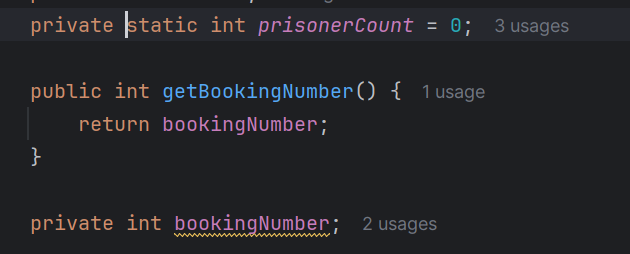 private static int prisonerCount = 0; 3 usages
public int getBookingNumber() { 1 usage
return bookingNumber;
}
private int bookingNumber; 2 usages